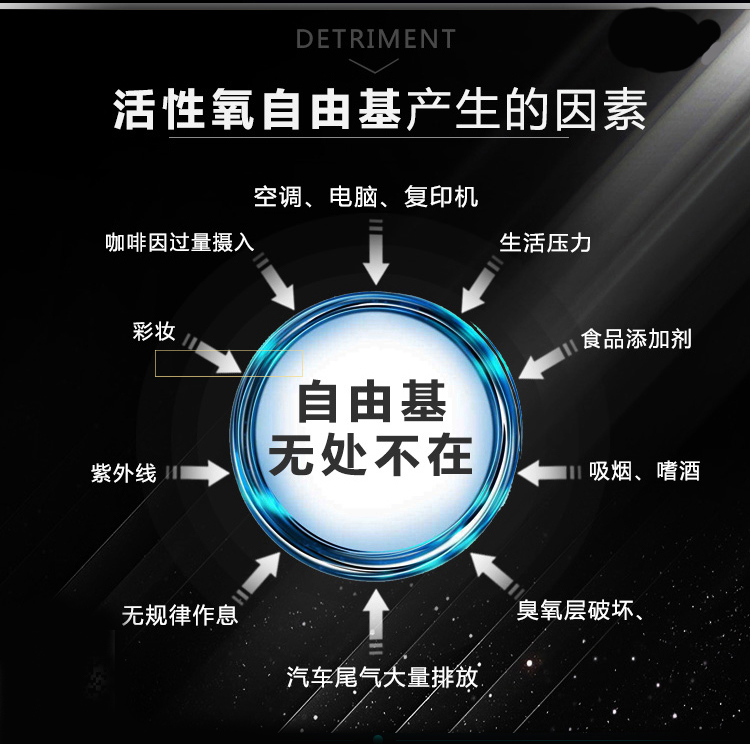 DETRIMENT
活性氧自由基产生的因素
空调、电脑、复印机
咖啡因过量摄入
生活压力
彩妆
食品添加剂
自由基
无处不在
紫外线
吸烟、嗜酒
无规律作息
臭氧层破坏、
汽车尾气大量排放